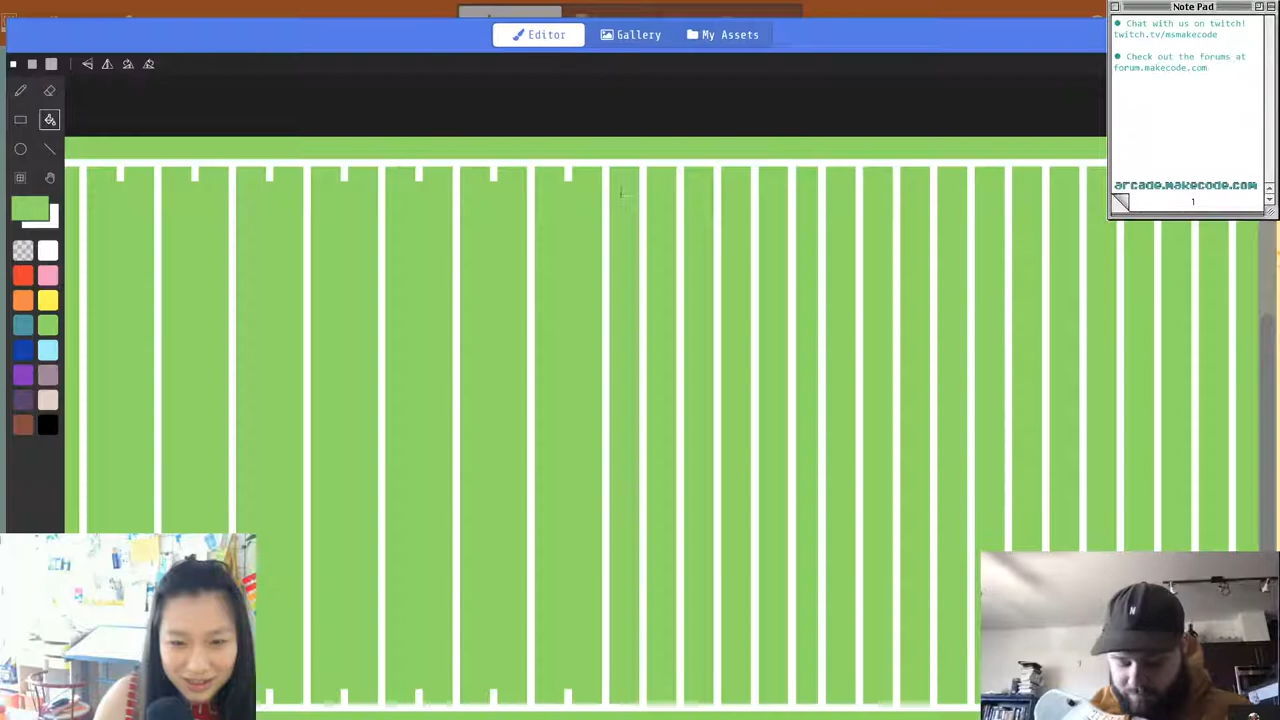 Editor
Gallery
My Assets
Note Pad
Chat with us on twitch!
twitch.tv/msmakecode
Check out the forums at
forum.makecode.com
arcade.makecode.com
1
N